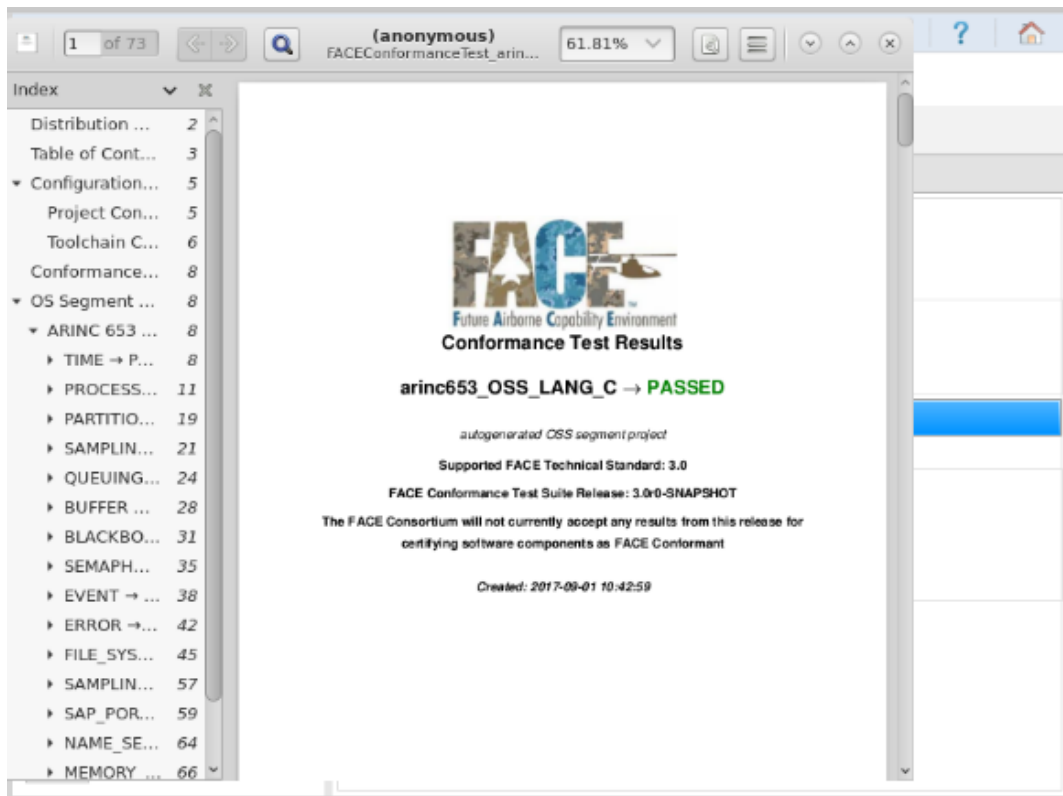 1 of 73
(anonymous)
FACEConformanceTest_arin...
61.81%
?
Index
Distribution ... 2
Table of Cont... 3
Configuration... 5
Project Con... 5
Toolchain C... 6
Conformance... 8
OS Segment ... 8
ARINC 653 ... 8
TIME → P... 8
PROCESS... 11
PARTITIO... 19
SAMPLIN... 21
QUEUING... 24
BUFFER ... 28
BLACKBO... 31
SEMAPH... 35
EVENT → ... 38
ERROR →... 42
FILE_SYS... 45
SAMPLIN... 57
SAP_POR... 59
NAME_SE... 64
MEMORY ... 66
FACE
Future Airborne Capability Environment
Conformance Test Results
arinc653_OSS_LANG_C → PASSED
autogenerated OSS segment project
Supported FACE Technical Standard: 3.0
FACE Conformance Test Suite Release: 3.0r0-SNAPSHOT
The FACE Consortium will not currently accept any results from this release for
certifying software components as FACE Conformant
Created: 2017-09-01 10:42:59